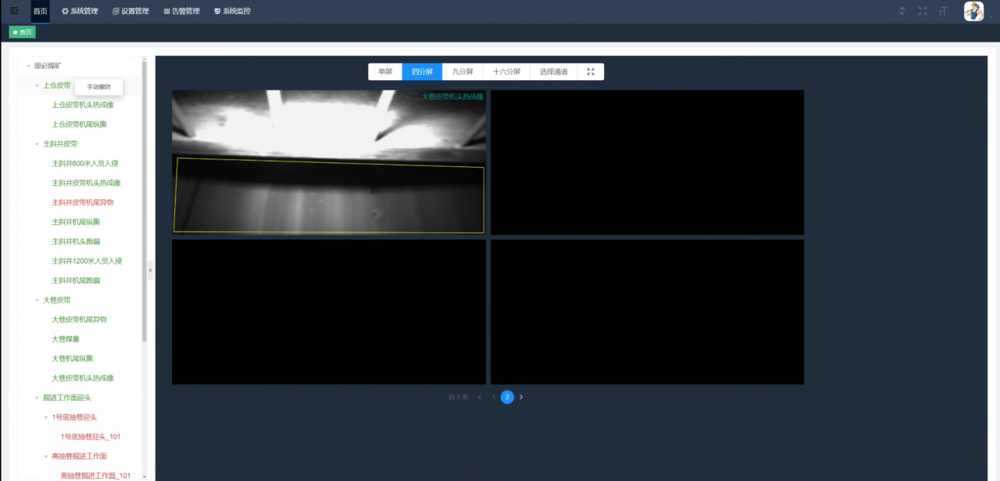 首页 系统管理 设置管理 告警管理 系统监控
首页
里必煤矿
上仓皮带
手动撤防
上仓皮带机头热成像
上仓皮带机尾纵撕
主斜井皮带
主斜井600米人员入侵
主斜井皮带机头热成像
主斜井皮带机尾异物
主斜井机尾纵撕
主斜井机头跑偏
主斜井1200米人员入侵
主斜井机尾跑偏
大巷皮带
大巷皮带机尾异物
大巷煤量
大巷机尾纵撕
大巷皮带机头热成像
掘进工作面迎头
1号底抽巷迎头
1号底抽巷迎头_101
高抽巷掘进工作面
高抽巷掘进工作面_101
单屏 四分屏 九分屏 十六分屏 选择通道
大巷皮带机头热成像
共 5 条 1 2